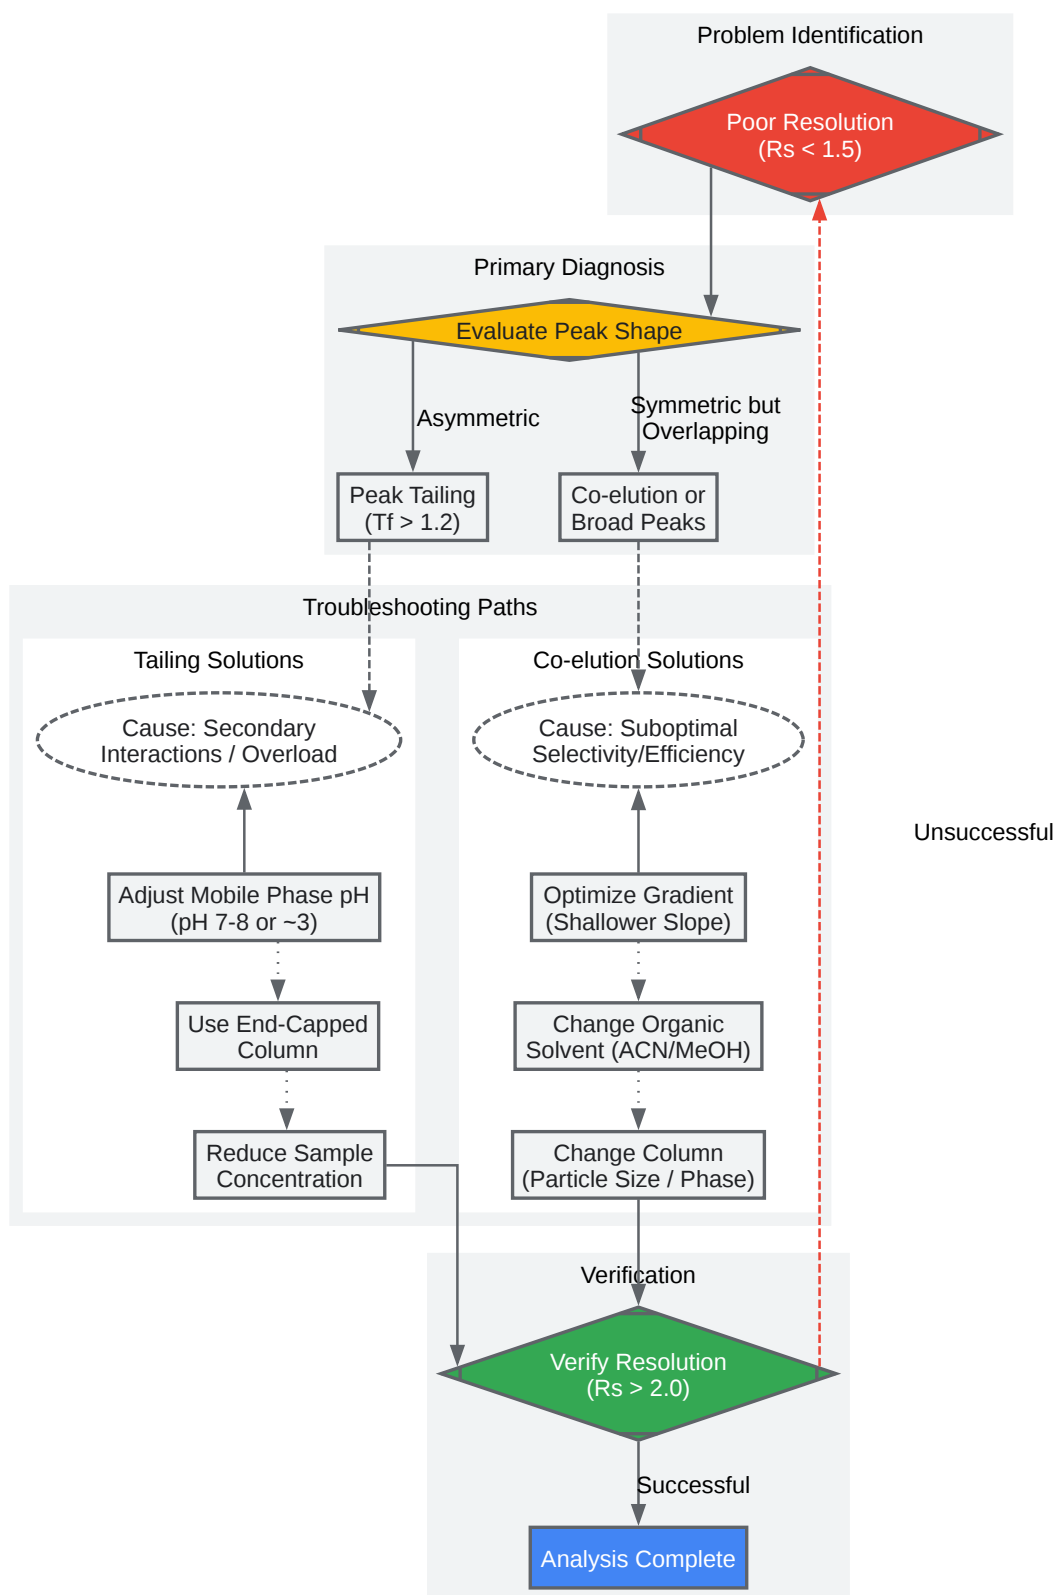 Problem Identification
Poor Resolution
(Rs < 1.5)
Primary Diagnosis
Evaluate Peak Shape
Asymmetric
Symmetric but
Overlapping
Peak Tailing
(Tf > 1.2)
Co-elution or
Broad Peaks
Troubleshooting Paths
Tailing Solutions
Co-elution Solutions
Cause: Secondary
Interactions / Overload
Cause: Suboptimal
Selectivity/Efficiency
Unsuccessful
Adjust Mobile Phase pH
(pH 7-8 or ~3)
Optimize Gradient
(Shallower Slope)
Use End-Capped
Column
Change Organic
Solvent (ACN/MeOH)
Reduce Sample
Concentration
Change Column
(Particle Size / Phase)
Verification
Verify Resolution
(Rs > 2.0)
Successful
Analysis Complete